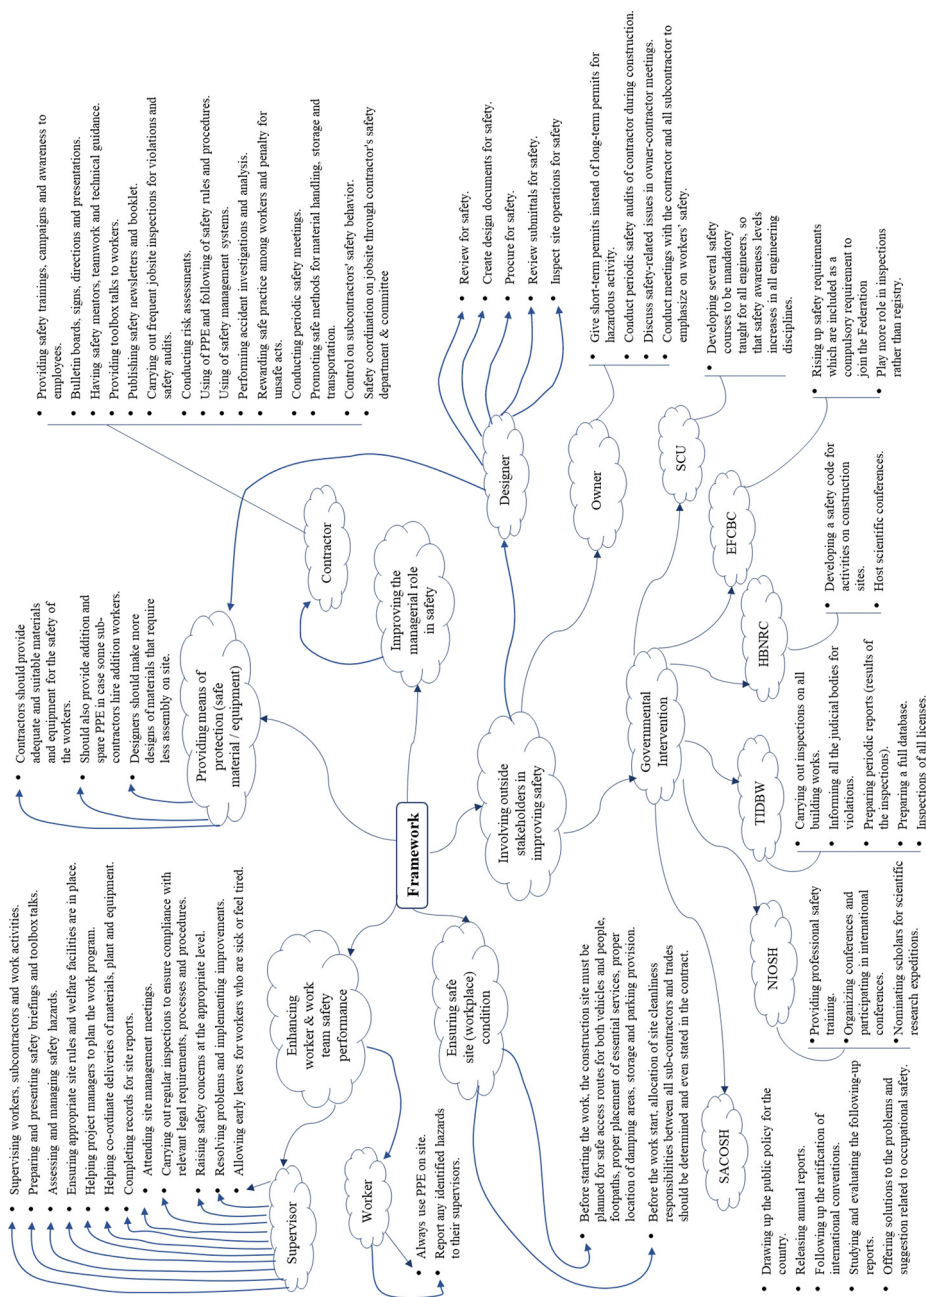 • Supervising workers, subcontractors and work activities.
• Preparing and presenting safety briefings and toolbox talks.
• Assessing and managing safety hazards.
• Ensuring appropriate site rules and welfare facilities are in place.
• Helping project managers to plan the work program.
• Helping co-ordinate deliveries of materials, plant and equipment.
• Completing records for site reports.
• Attending site management meetings.
• Carrying out regular inspections to ensure compliance with
relevant legal requirements, processes and procedures.
• Raising safety concerns at the appropriate level.
• Resolving problems and implementing improvements.
• Allowing early leaves for workers who are sick or feel tired.
Supervisor
Worker
• Always use PPE on site.
• Report any identified hazards
to their supervisors.
Enhancing
worker & work
team safety
performance
Ensuring safe
site (workplace)
condition
• Before starting the work, the construction site must be
planned for safe access routes for both vehicles and people,
footpaths, proper placement of essential services, proper
location of damping areas, storage and parking provision.
• Before the work start, allocation of site cleanliness
responsibilities between all sub-contractors and trades
should be determined and even stated in the contract.
• Contractors should provide
adequate and suitable materials
and equipment for the safety of
the workers.
• Should also provide addition and
spare PPE in case some sub-
contractors hire addition workers.
• Designers should make more
designs of materials that require
less assembly on site.
Providing means of
protection (safe
material / equipment)
Framework
Improving the
managerial role
in safety
Contractor
• Providing safety trainings, campaigns and awareness to
employees.
• Bulletin boards, signs, directions and presentations.
• Having safety mentors, teamwork and technical guidance.
• Providing toolbox talks to workers.
• Publishing safety newsletters and booklet.
• Carrying out frequent jobsite inspections for violations and
safety audits.
• Conducting risk assessments.
• Using of PPE and following of safety rules and procedures.
• Using of safety management systems.
• Performing accident investigations and analysis.
• Rewarding safe practice among workers and penalty for
unsafe acts.
• Conducting periodic safety meetings.
• Promoting safe methods for material handling, storage and
transportation.
• Control on subcontractors' safety behavior.
• Safety coordination on jobsite through contractor's safety
department & committee
Involving outside
stakeholders in
improving safety
Designer
• Review for safety.
• Create design documents for safety.
• Procure for safety.
• Review submittals for safety.
• Inspect site operations for safety.
Owner
• Give short-term permits instead of long-term permits for
hazardous activity.
• Conduct periodic safety audits of contractor during construction.
• Discuss safety-related issues in owner-contractor meetings.
• Conduct meetings with the contractor and all subcontractor to
emphasize on workers' safety.
Governmental
Intervention
SACOSH
• Drawing up the public policy for the
country.
• Releasing annual reports.
• Following up the ratification of
international conventions.
• Studying and evaluating the following-up
reports.
• Offering solutions to the problems and
suggestion related to occupational safety.
NIOSH
• Providing professional safety
training.
• Organizing conferences and
participating in international
conferences.
• Nominating scholars for scientific
research expeditions.
TIDBW
• Carrying out inspections on all
building works.
• Informing all the judicial bodies for
violations.
• Preparing periodic reports (results of
the inspections).
• Preparing a full database.
• Inspections of all licenses.
HBNRC
• Developing a safety code for
activities on construction
sites.
• Host scientific conferences.
EFCBC
• Rising up safety requirements
which are included as a
compulsory requirement to
join the Federation
• Play more role in inspections
rather than registry.
SCU
• Developing several safety
courses to be mandatory
taught for all engineers, so
that safety awareness levels
increases in all engineering
disciplines.